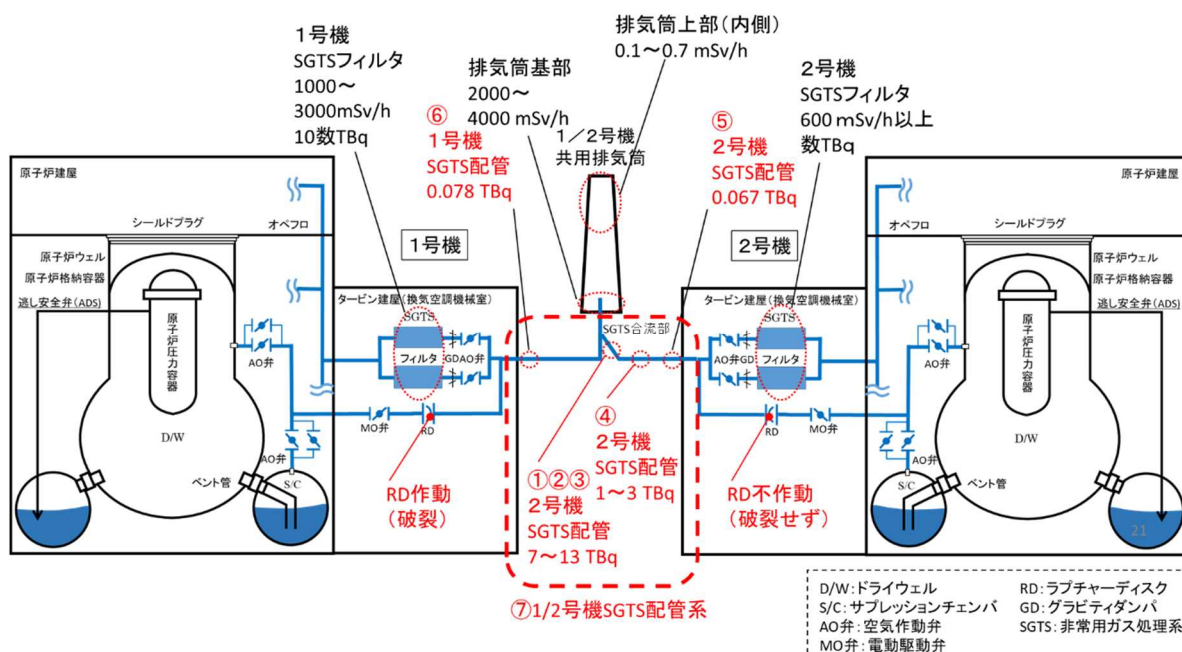 1号機
SGTSフィルタ
1000～
3000mSv/h
10数TBq
排気筒基部
2000～
4000 mSv/h
排気筒上部(内側)
0.1～0.7 mSv/h
2号機
SGTSフィルタ
600 mSv/h以上
数TBq
⑥
1号機
SGTS配管
0.078 TBq
1／2号機
共用排気筒
⑤
2号機
SGTS配管
0.067 TBq
原子炉建屋
シールドプラグ
オペフロ
原子炉ウェル
原子炉格納容器
逃し安全弁(ADS)
原子炉圧力容器
AO弁
D/W
AO弁
ベント管
S/C
1号機
タービン建屋(換気空調機械室)
SGTS
フィルタ
GD
AO弁
MO弁
RD
RD作動
(破裂)
SGTS合流部
①②③
2号機
SGTS配管
7～13 TBq
④
2号機
SGTS配管
1～3 TBq
⑦1/2号機SGTS配管系
2号機
タービン建屋(換気空調機械室)
SGTS
AO弁
GD
フィルタ
RD
MO弁
RD不作動
(破裂せず)
原子炉建屋
シールドプラグ
オペフロ
原子炉ウェル
原子炉格納容器
逃し安全弁(ADS)
原子炉圧力容器
AO弁
D/W
AO弁
S/C
ベント管
21
D/W:ドライウェル
S/C:サプレッションチェンバ
AO弁:空気作動弁
MO弁:電動駆動弁
RD:ラプチャーディスク
GD:グラビティダンパ
SGTS:非常用ガス処理系